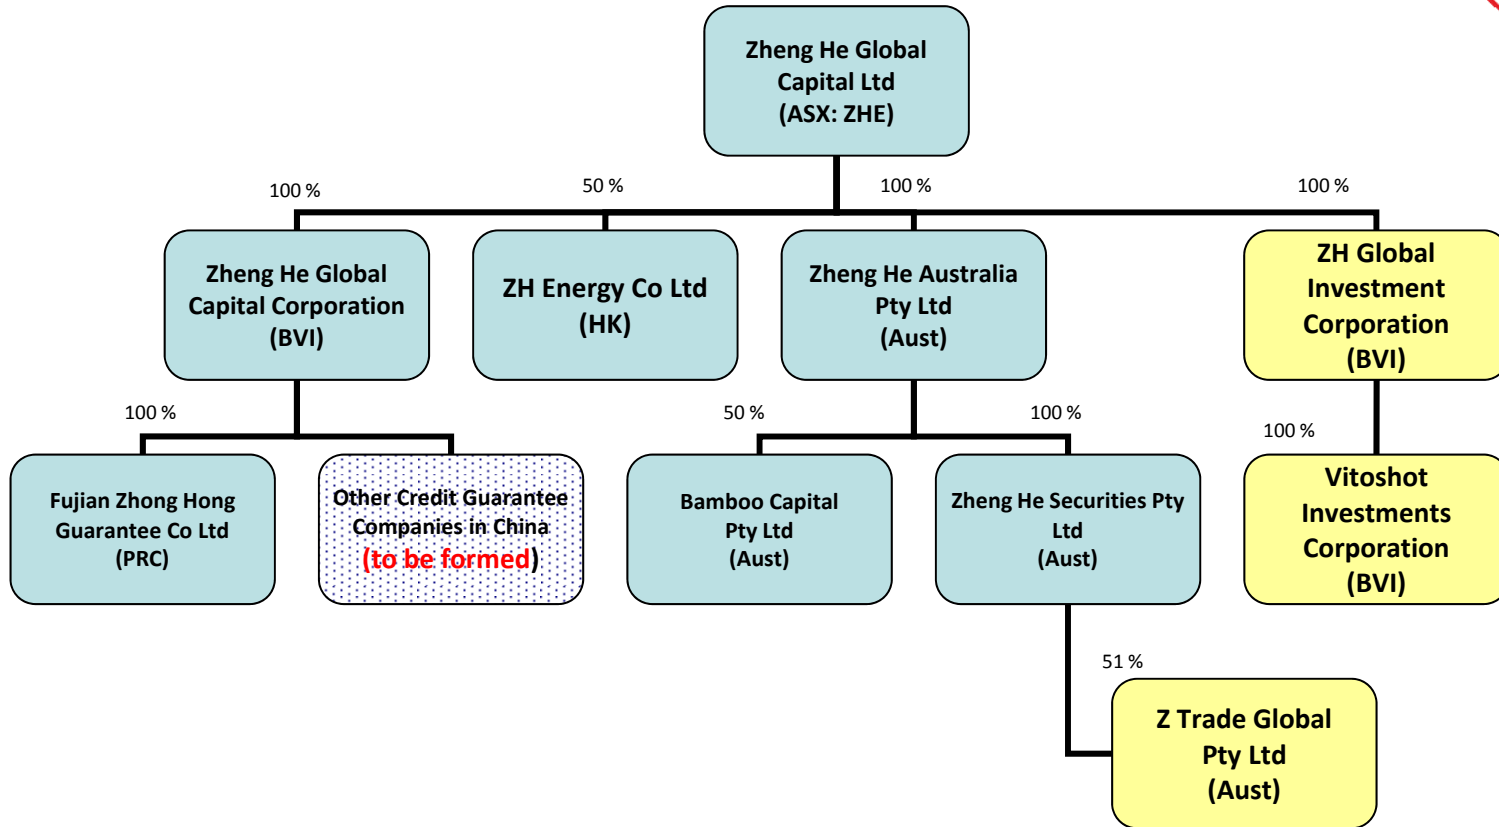 Zheng He Global
Capital Ltd
(ASX: ZHE)
100 %
50 %
100 %
100 %
Zheng He Global
Capital Corporation
(BVI)
ZH Energy Co Ltd
(HK)
Zheng He Australia
Pty Ltd
(Aust)
ZH Global
Investment
Corporation
(BVI)
100 %
50 %
100 %
100 %
Fujian Zhong Hong
Guarantee Co Ltd
(PRC)
Other Credit Guarantee
Companies in China
(to be formed)
Bamboo Capital
Pty Ltd
(Aust)
Zheng He Securities Pty
Ltd
(Aust)
Vitoshot
Investments
Corporation
(BVI)
51 %
Z Trade Global
Pty Ltd
(Aust)